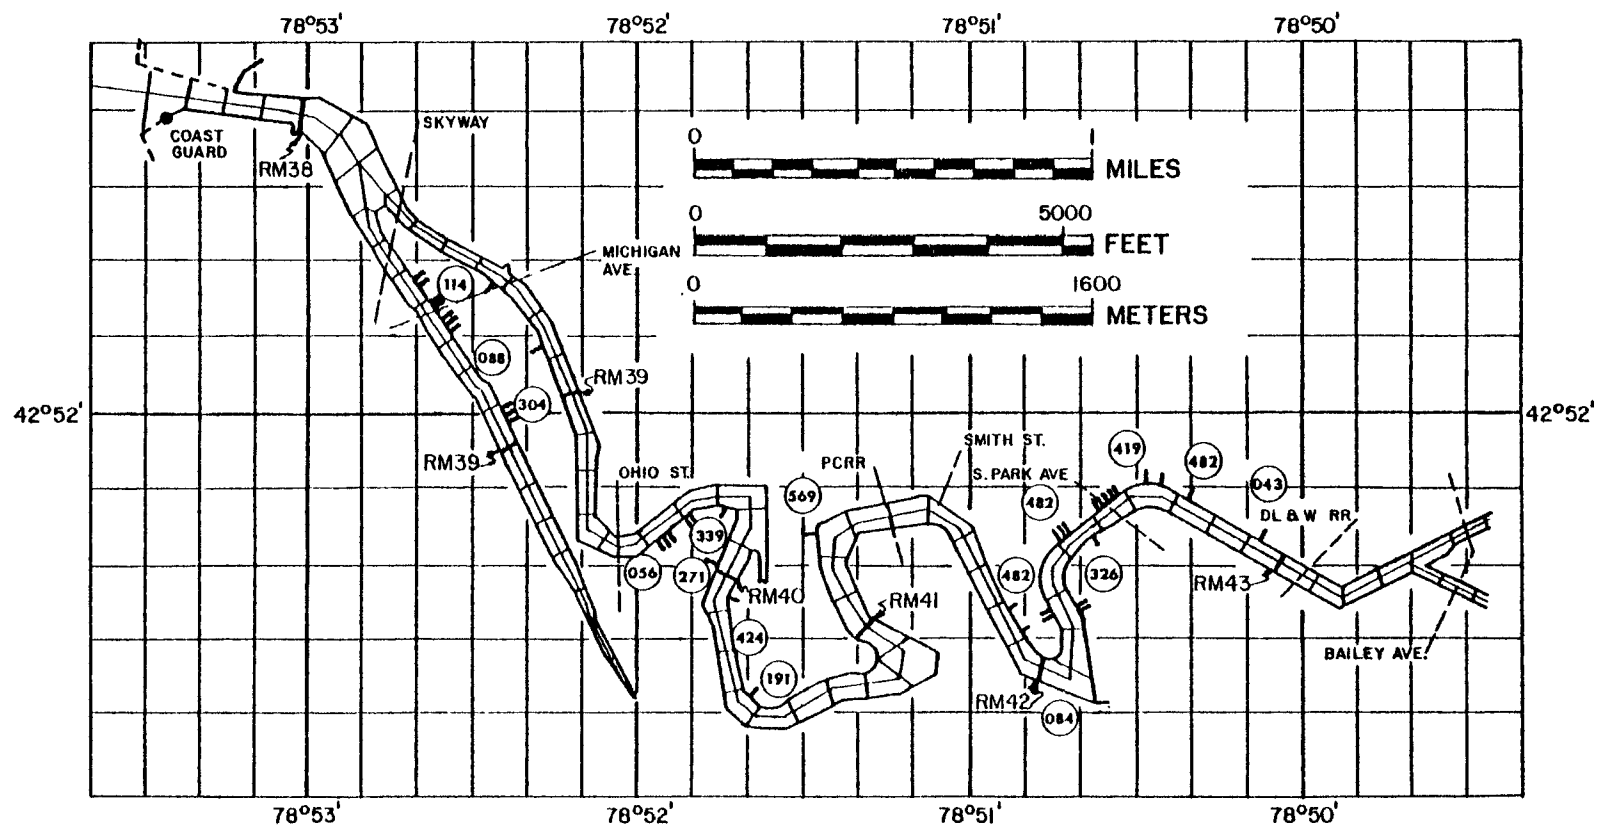 78°53' 78°52' 78°51' 78°50'
SKYWAY
COAST
GUARD
RM38
0
MILES
0 5000
FEET
0 1600
METERS
MICHIGAN
AVE.
114
088
304
RM39
RM39
42°52' 42°52'
OHIO ST.
PCRR
SMITH ST.
S. PARK AVE
419
482
043
569
482
DL & W RR
339
056
271
RM40
RM41
482
326
RM43
424
191
RM42
084
BAILEY AVE.
78°53' 78°52' 78°51' 78°50'